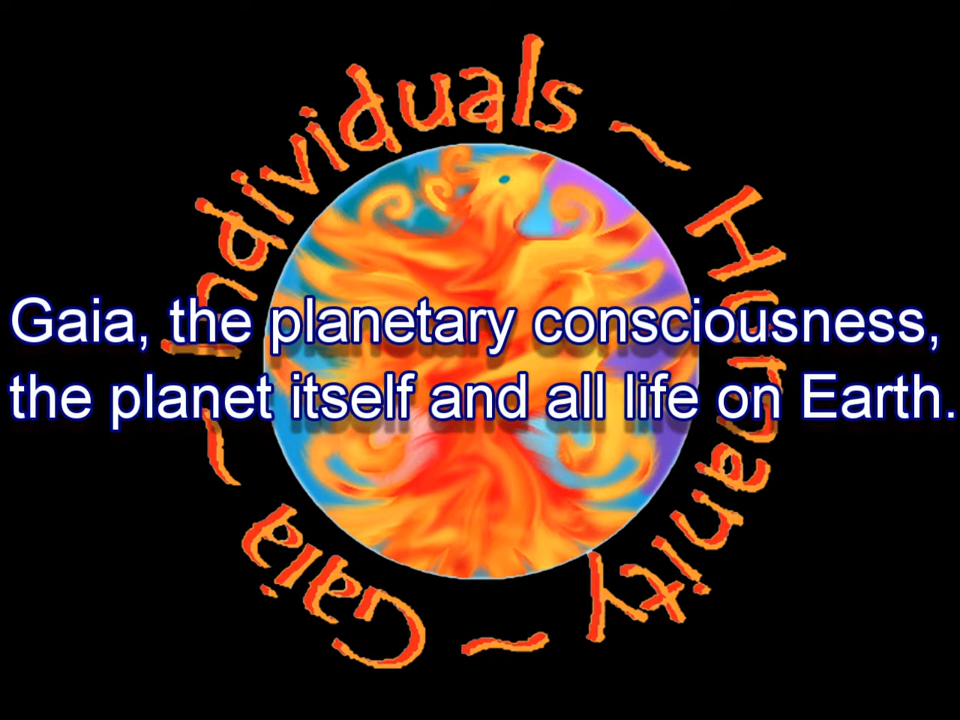 Individuals ~ Humanity ~ Gaia ~
Gaia, the planetary consciousness,
the planet itself and all life on Earth.